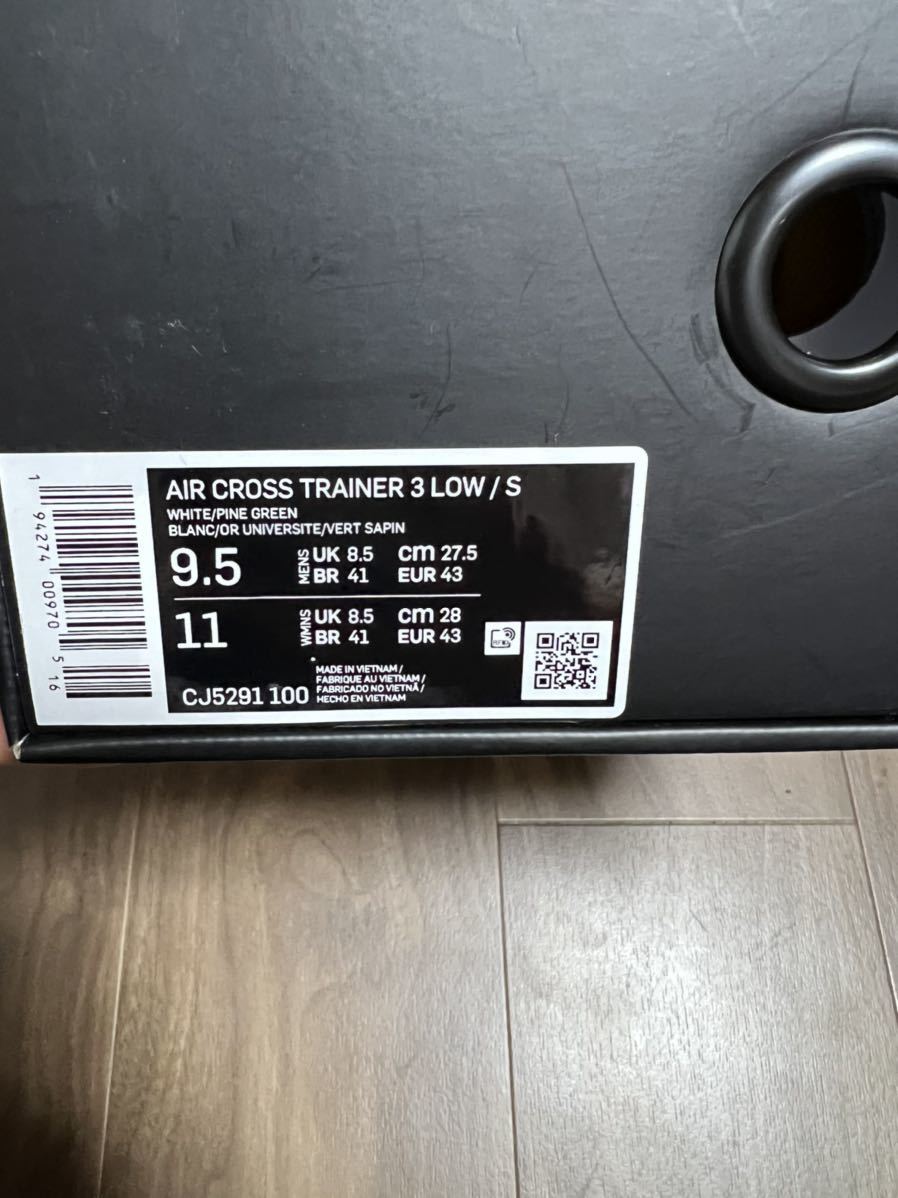 AIR CROSS TRAINER 3 LOW / S
WHITE/PINE GREEN
BLANC/OR UNIVERSITE/VERT SAPIN
9.5 MENS UK 8.5 cm 27.5
BR 41 EUR 43
11 WMNS UK 8.5 cm 28
BR 41 EUR 43
MADE IN VIETNAM /
FABRIQUE AU VIETNAM /
FABRICADO NO VIETNÃ /
HECHO EN VIETNAM
CJ5291 100
1 94274 00970 5 16
RFID